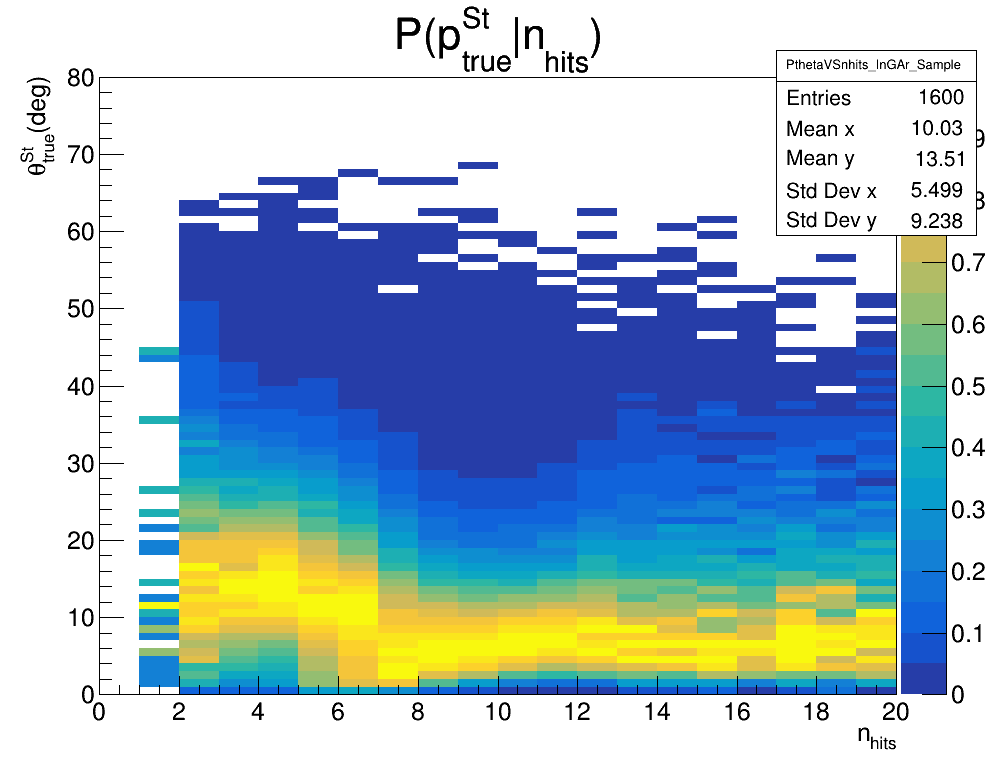 P(p^St_true|n_hits)
θ^St_true(deg)
PthetaVSnhits_InGAr_Sample
Entries 1600
Mean x 10.03
Mean y 13.51
Std Dev x 5.499
Std Dev y 9.238
80
70
60
50
40
30
20
10
0
0 2 4 6 8 10 12 14 16 18 20
n_hits
9
8
0.7
0.6
0.5
0.4
0.3
0.2
0.1
0